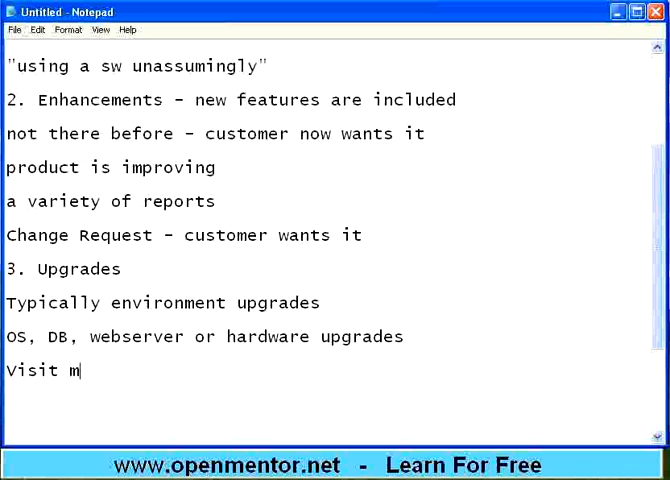 Untitled - Notepad
File Edit Format View Help
"using a sw unassumingly"
2. Enhancements - new features are included
not there before - customer now wants it
product is improving
a variety of reports
Change Request - customer wants it
3. Upgrades
Typically environment upgrades
OS, DB, webserver or hardware upgrades
Visit m
www.openmentor.net - Learn For Free